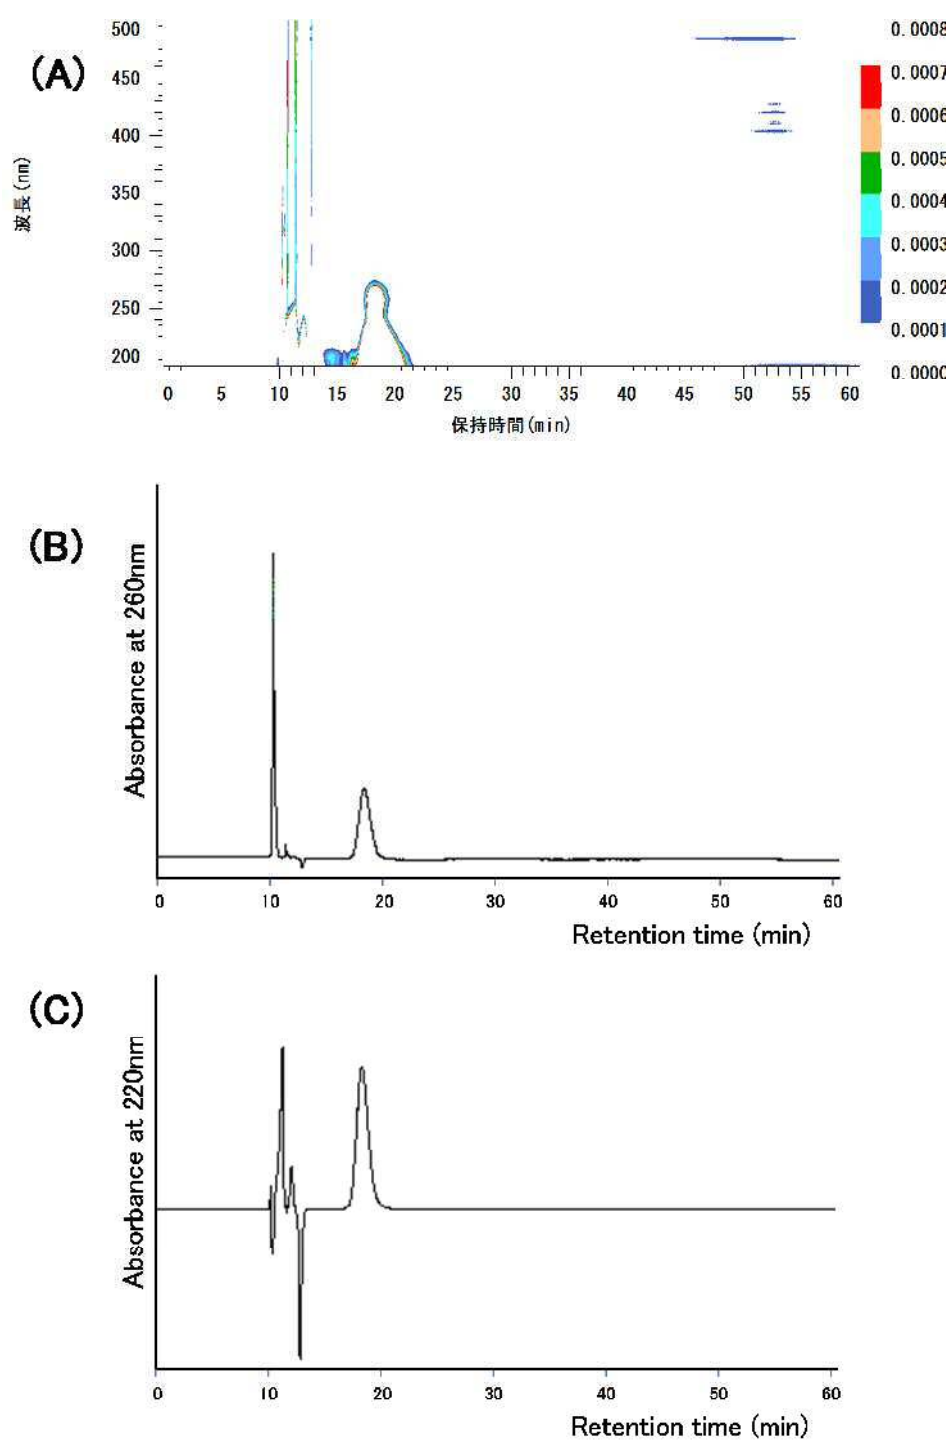 (A)
波長(nm)
500
450
400
350
300
250
200
0 5 10 15 20 25 30 35 40 45 50 55 60
保持時間(min)
0.0008
0.0007
0.0006
0.0005
0.0004
0.0003
0.0002
0.0001
0.0000
(B)
Absorbance at 260nm
0 10 20 30 40 50 60
Retention time (min)
(C)
Absorbance at 220nm
0 10 20 30 40 50 60
Retention time (min)